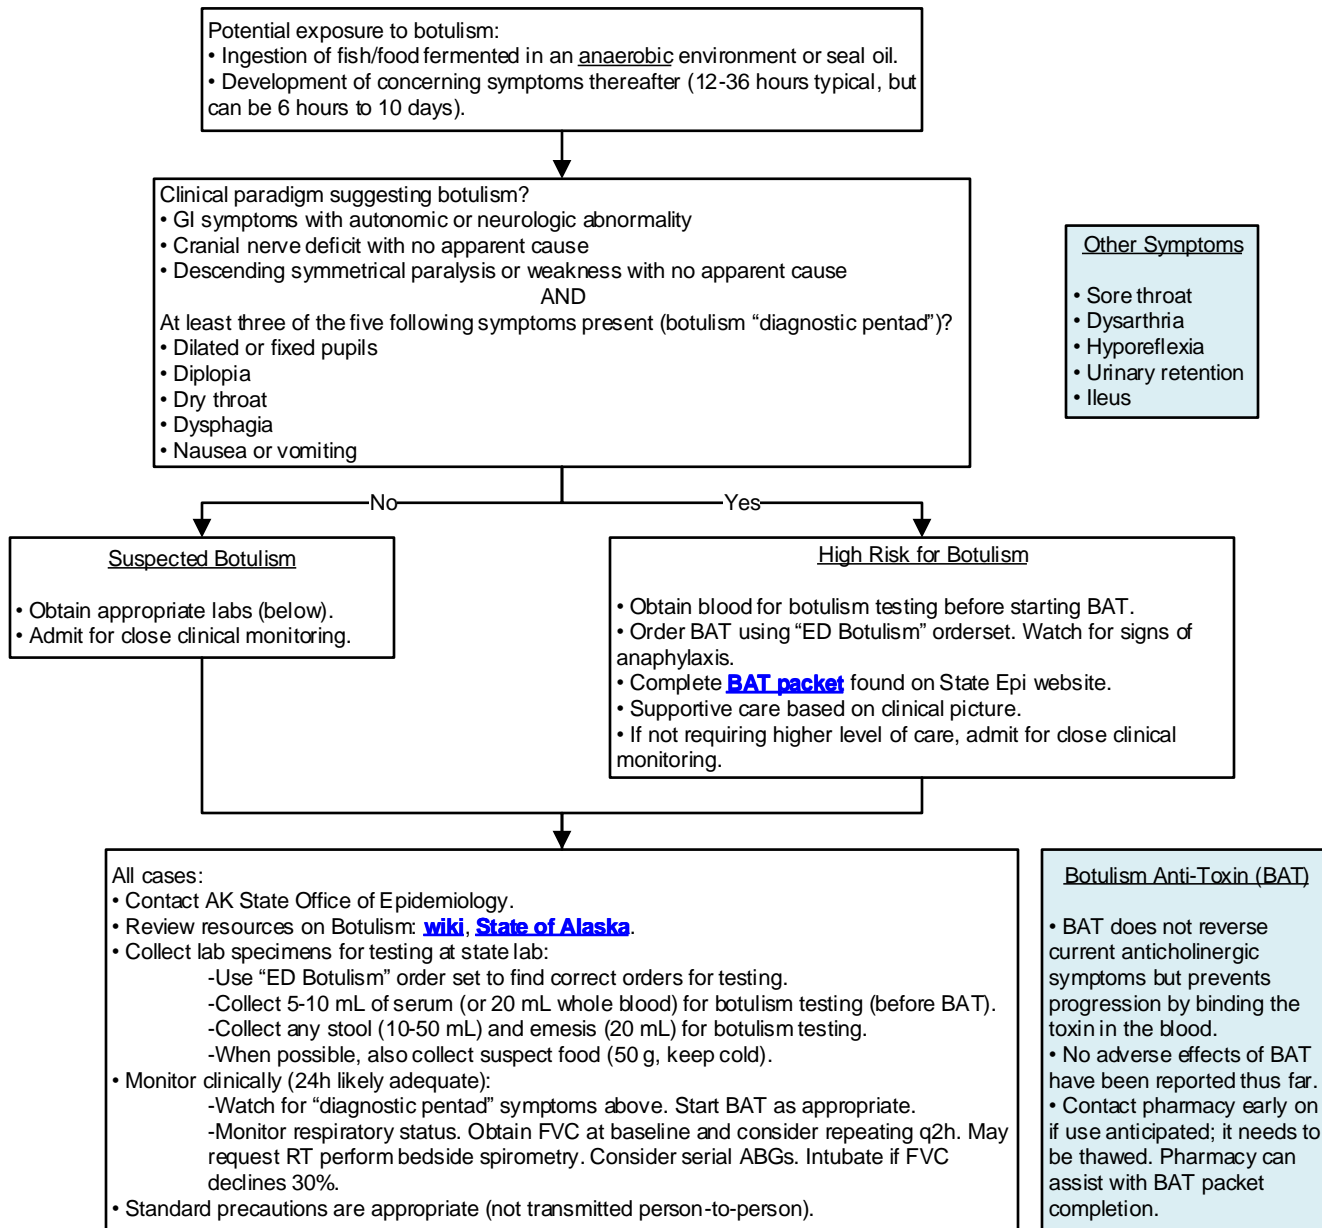 Potential exposure to botulism:
• Ingestion of fish/food fermented in an anaerobic environment or seal oil.
• Development of concerning symptoms thereafter (12-36 hours typical, but
can be 6 hours to 10 days).
Clinical paradigm suggesting botulism?
• GI symptoms with autonomic or neurologic abnormality
• Cranial nerve deficit with no apparent cause
• Descending symmetrical paralysis or weakness with no apparent cause
AND
At least three of the five following symptoms present (botulism “diagnostic pentad”)?
• Dilated or fixed pupils
• Diplopia
• Dry throat
• Dysphagia
• Nausea or vomiting
Other Symptoms
• Sore throat
• Dysarthria
• Hyporeflexia
• Urinary retention
• Ileus
No
Yes
Suspected Botulism
• Obtain appropriate labs (below).
• Admit for close clinical monitoring.
High Risk for Botulism
• Obtain blood for botulism testing before starting BAT.
• Order BAT using “ED Botulism” orderset. Watch for signs of
anaphylaxis.
• Complete BAT packet found on State Epi website.
• Supportive care based on clinical picture.
• If not requiring higher level of care, admit for close clinical
monitoring.
All cases:
• Contact AK State Office of Epidemiology.
• Review resources on Botulism: wiki, State of Alaska.
• Collect lab specimens for testing at state lab:
-Use “ED Botulism” order set to find correct orders for testing.
-Collect 5-10 mL of serum (or 20 mL whole blood) for botulism testing (before BAT).
-Collect any stool (10-50 mL) and emesis (20 mL) for botulism testing.
-When possible, also collect suspect food (50 g, keep cold).
• Monitor clinically (24h likely adequate):
-Watch for “diagnostic pentad” symptoms above. Start BAT as appropriate.
-Monitor respiratory status. Obtain FVC at baseline and consider repeating q2h. May
request RT perform bedside spirometry. Consider serial ABGs. Intubate if FVC
declines 30%.
• Standard precautions are appropriate (not transmitted person-to-person).
Botulism Anti-Toxin (BAT)
• BAT does not reverse
current anticholinergic
symptoms but prevents
progression by binding the
toxin in the blood.
• No adverse effects of BAT
have been reported thus far.
• Contact pharmacy early on
if use anticipated; it needs to
be thawed. Pharmacy can
assist with BAT packet
completion.